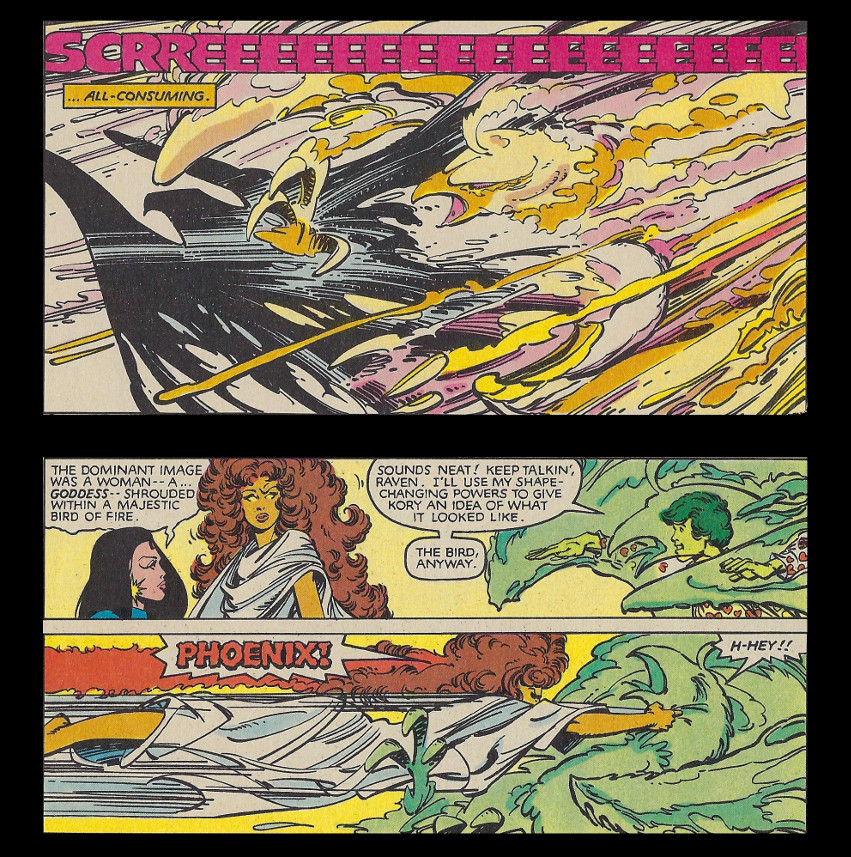 SCRREEEEEEEEEEEEEEEE
... ALL-CONSUMING.
THE DOMINANT IMAGE
WAS A WOMAN-- A...
GODDESS-- SHROUDED
WITHIN A MAJESTIC
BIRD OF FIRE.
SOUNDS NEAT! KEEP TALKIN',
RAVEN. I'LL USE MY SHAPE-
CHANGING POWERS TO GIVE
KORY AN IDEA OF WHAT
IT LOOKED LIKE.
THE BIRD,
ANYWAY.
PHOENIX!
H-HEY!!